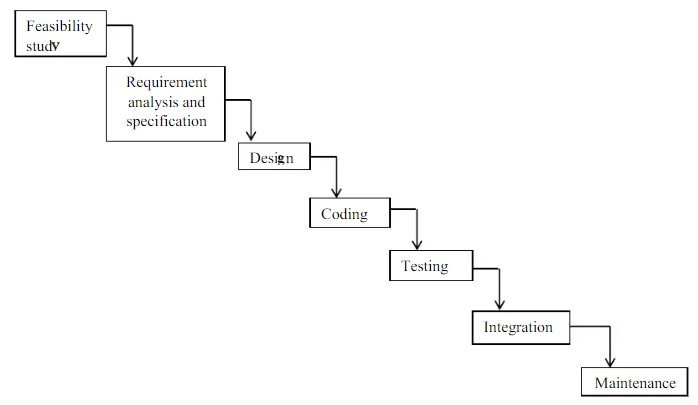 Feasibility
study
Requirement
analysis and
specification
Design
Coding
Testing
Integration
Maintenance